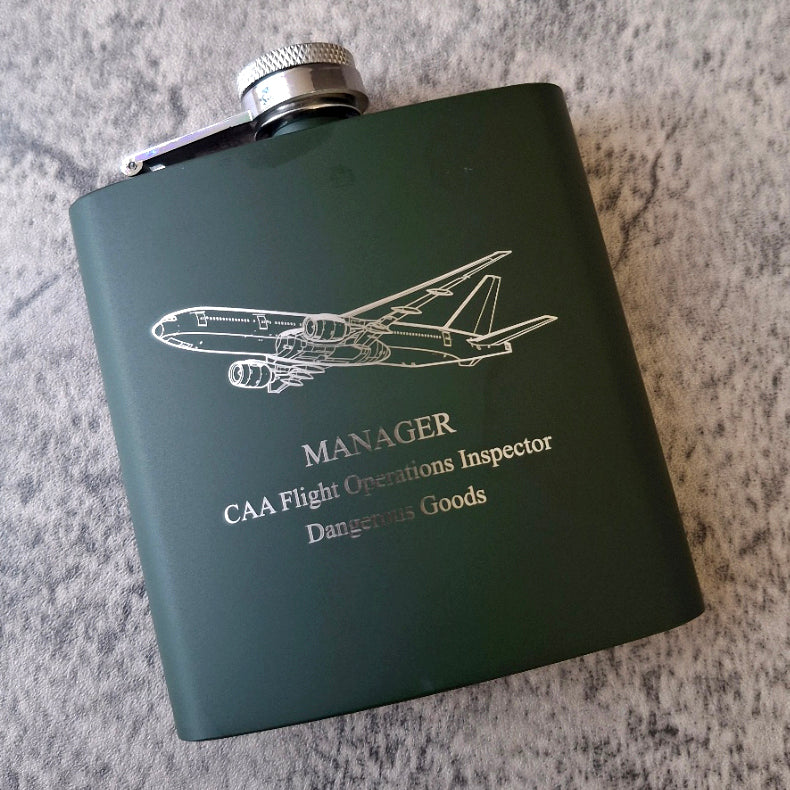 MANAGER
CAA Flight Operations Inspector
Dangerous Goods